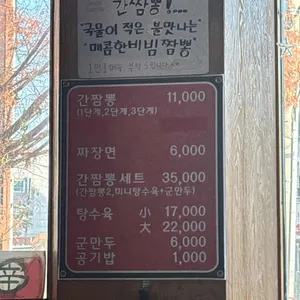 간짬뽕!...
"국물이 적은 불맛나는"
"매콤한비빔짬뽕"
간짬뽕 11,000
(1단계,2단계,3단계)
짜장면 6,000
간짬뽕세트 35,000
(간짬뽕2,미니탕수육+군만두)
탕수육 小 17,000
大 22,000
군만두 6,000
공기밥 1,000
辛